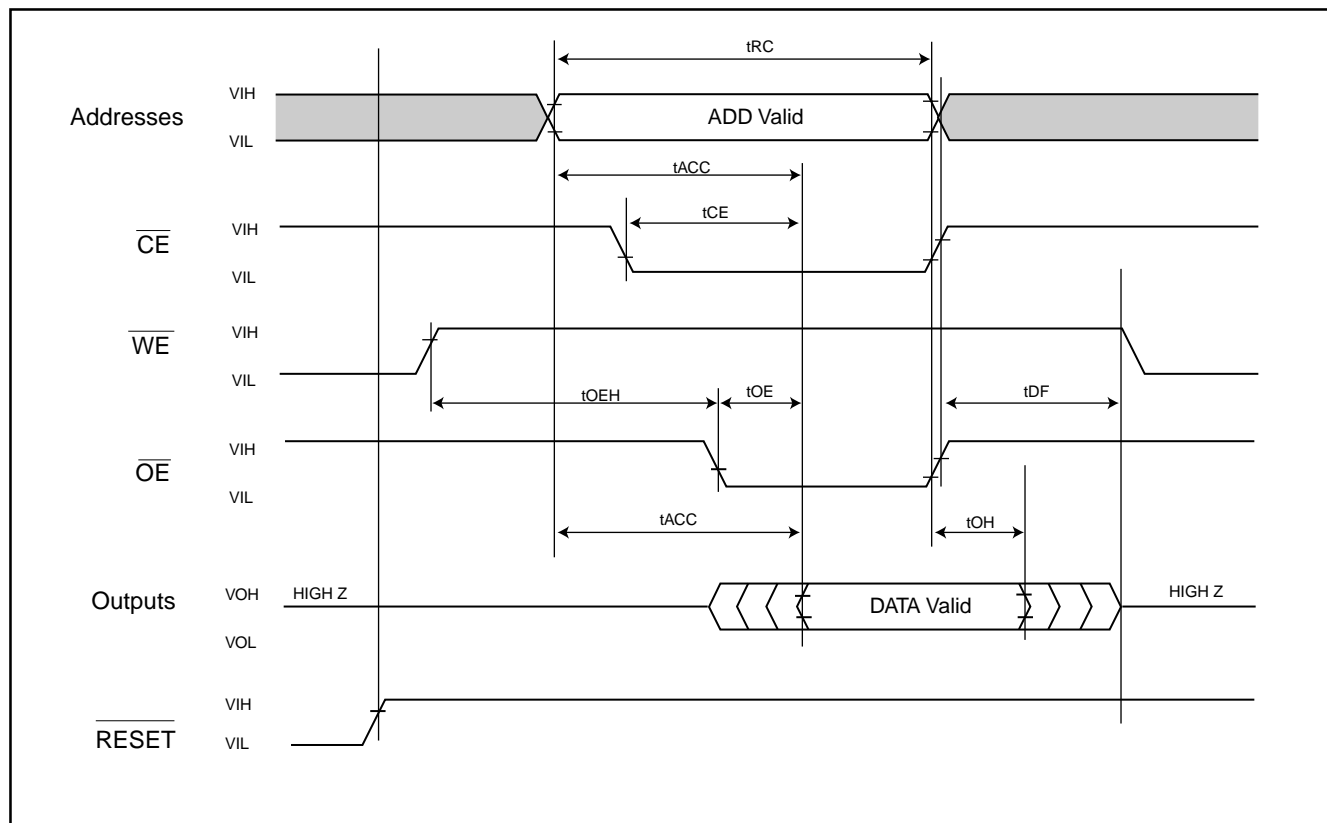 tRC
Addresses
VIH
VIL
ADD Valid
tACC
tCE
CE
VIH
VIL
WE
VIH
VIL
tOEH
tOE
tDF
OE
VIH
VIL
tACC
tOH
Outputs
VOH
VOL
HIGH Z
DATA Valid
HIGH Z
RESET
VIH
VIL